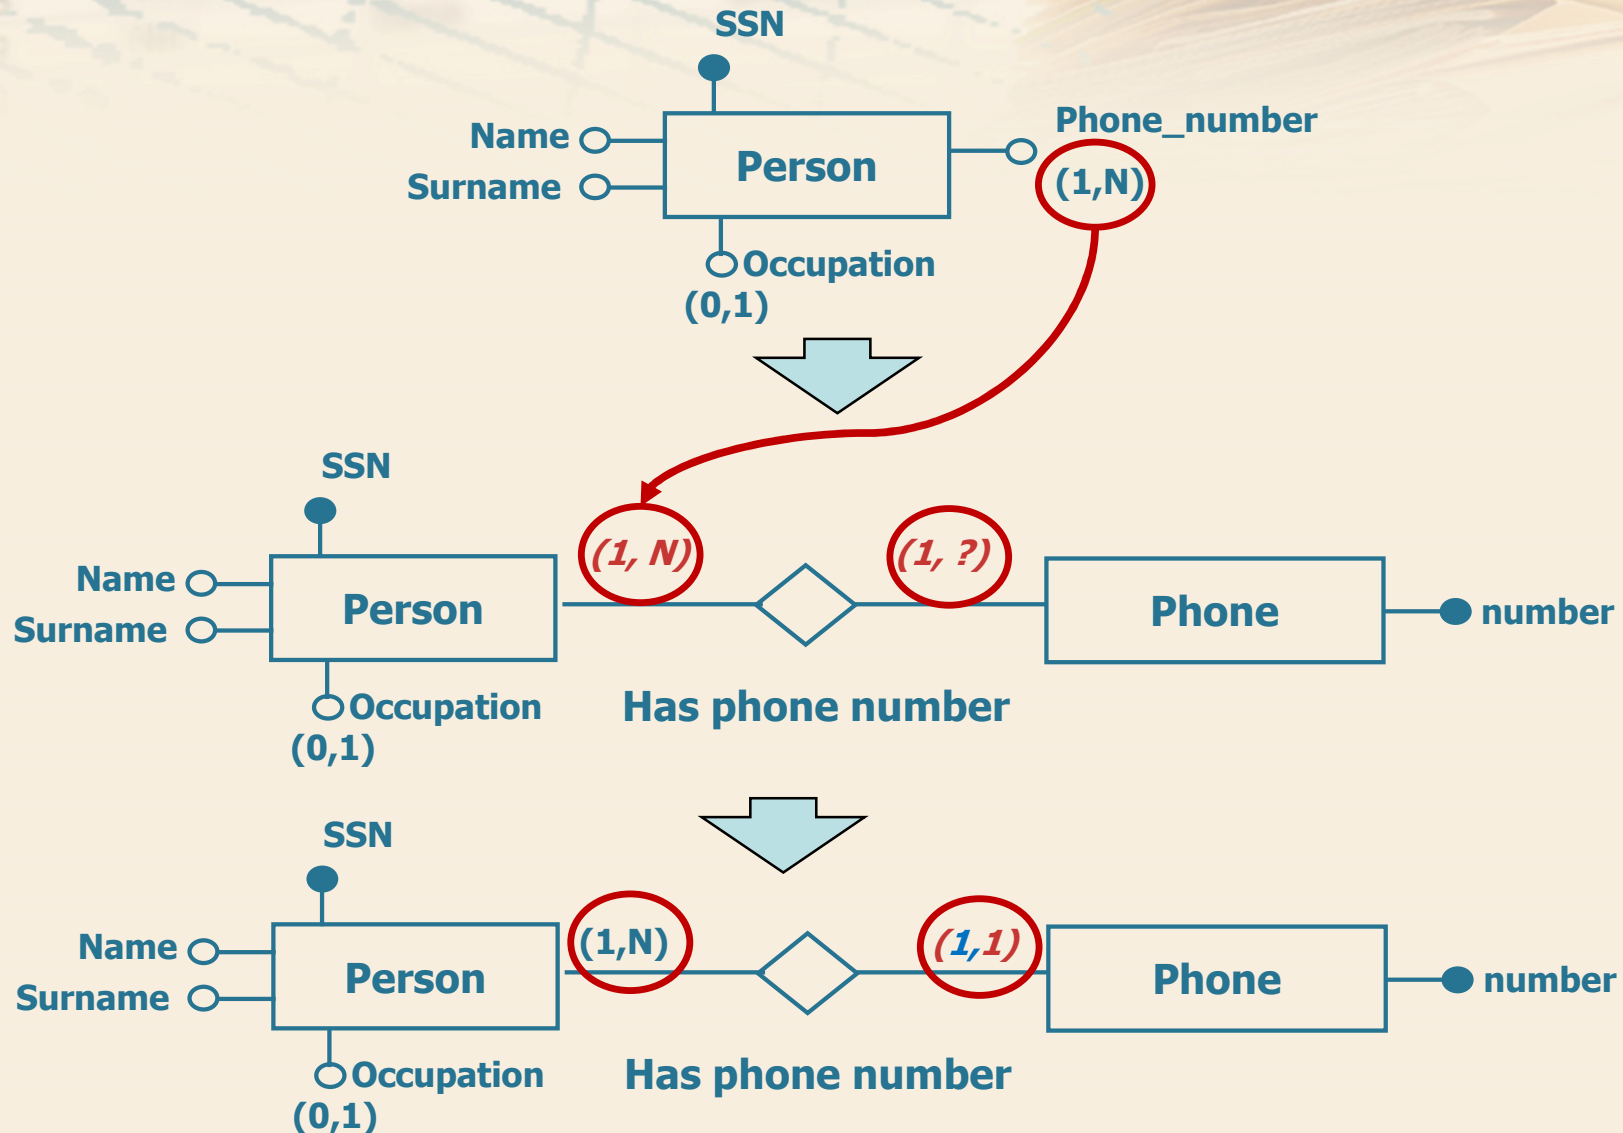 SSN
Name
Surname
Person
Phone_number
(1,N)
Occupation
(0,1)
SSN
Name
Surname
Person
(1, N)
(1, ?)
Phone
number
Occupation
(0,1)
Has phone number
SSN
Name
Surname
Person
(1,N)
(1,1)
Phone
number
Occupation
(0,1)
Has phone number